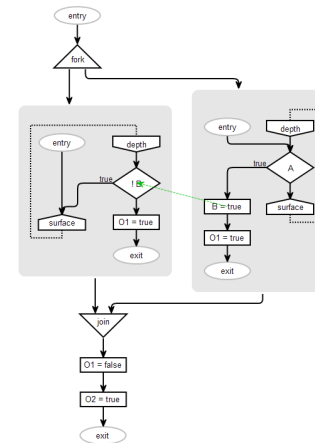 entry
fork
entry
depth
true
! B
surface
O1 = true
exit
entry
depth
true
A
B = true
surface
O1 = true
exit
join
O1 = false
O2 = true
exit